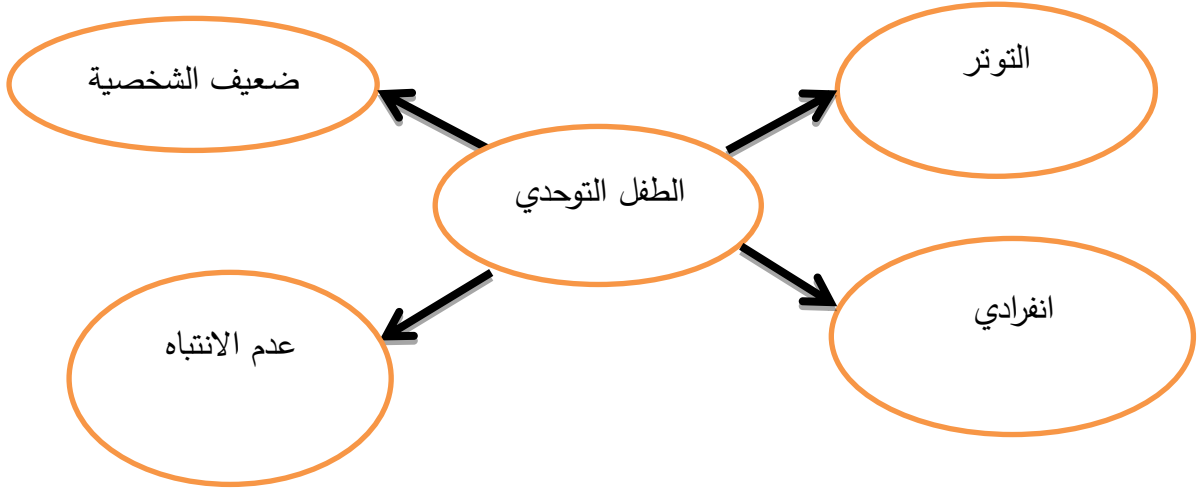 التوتر
ضعيف الشخصية
الطفل التوحدي
انفرادي
عدم الانتباه